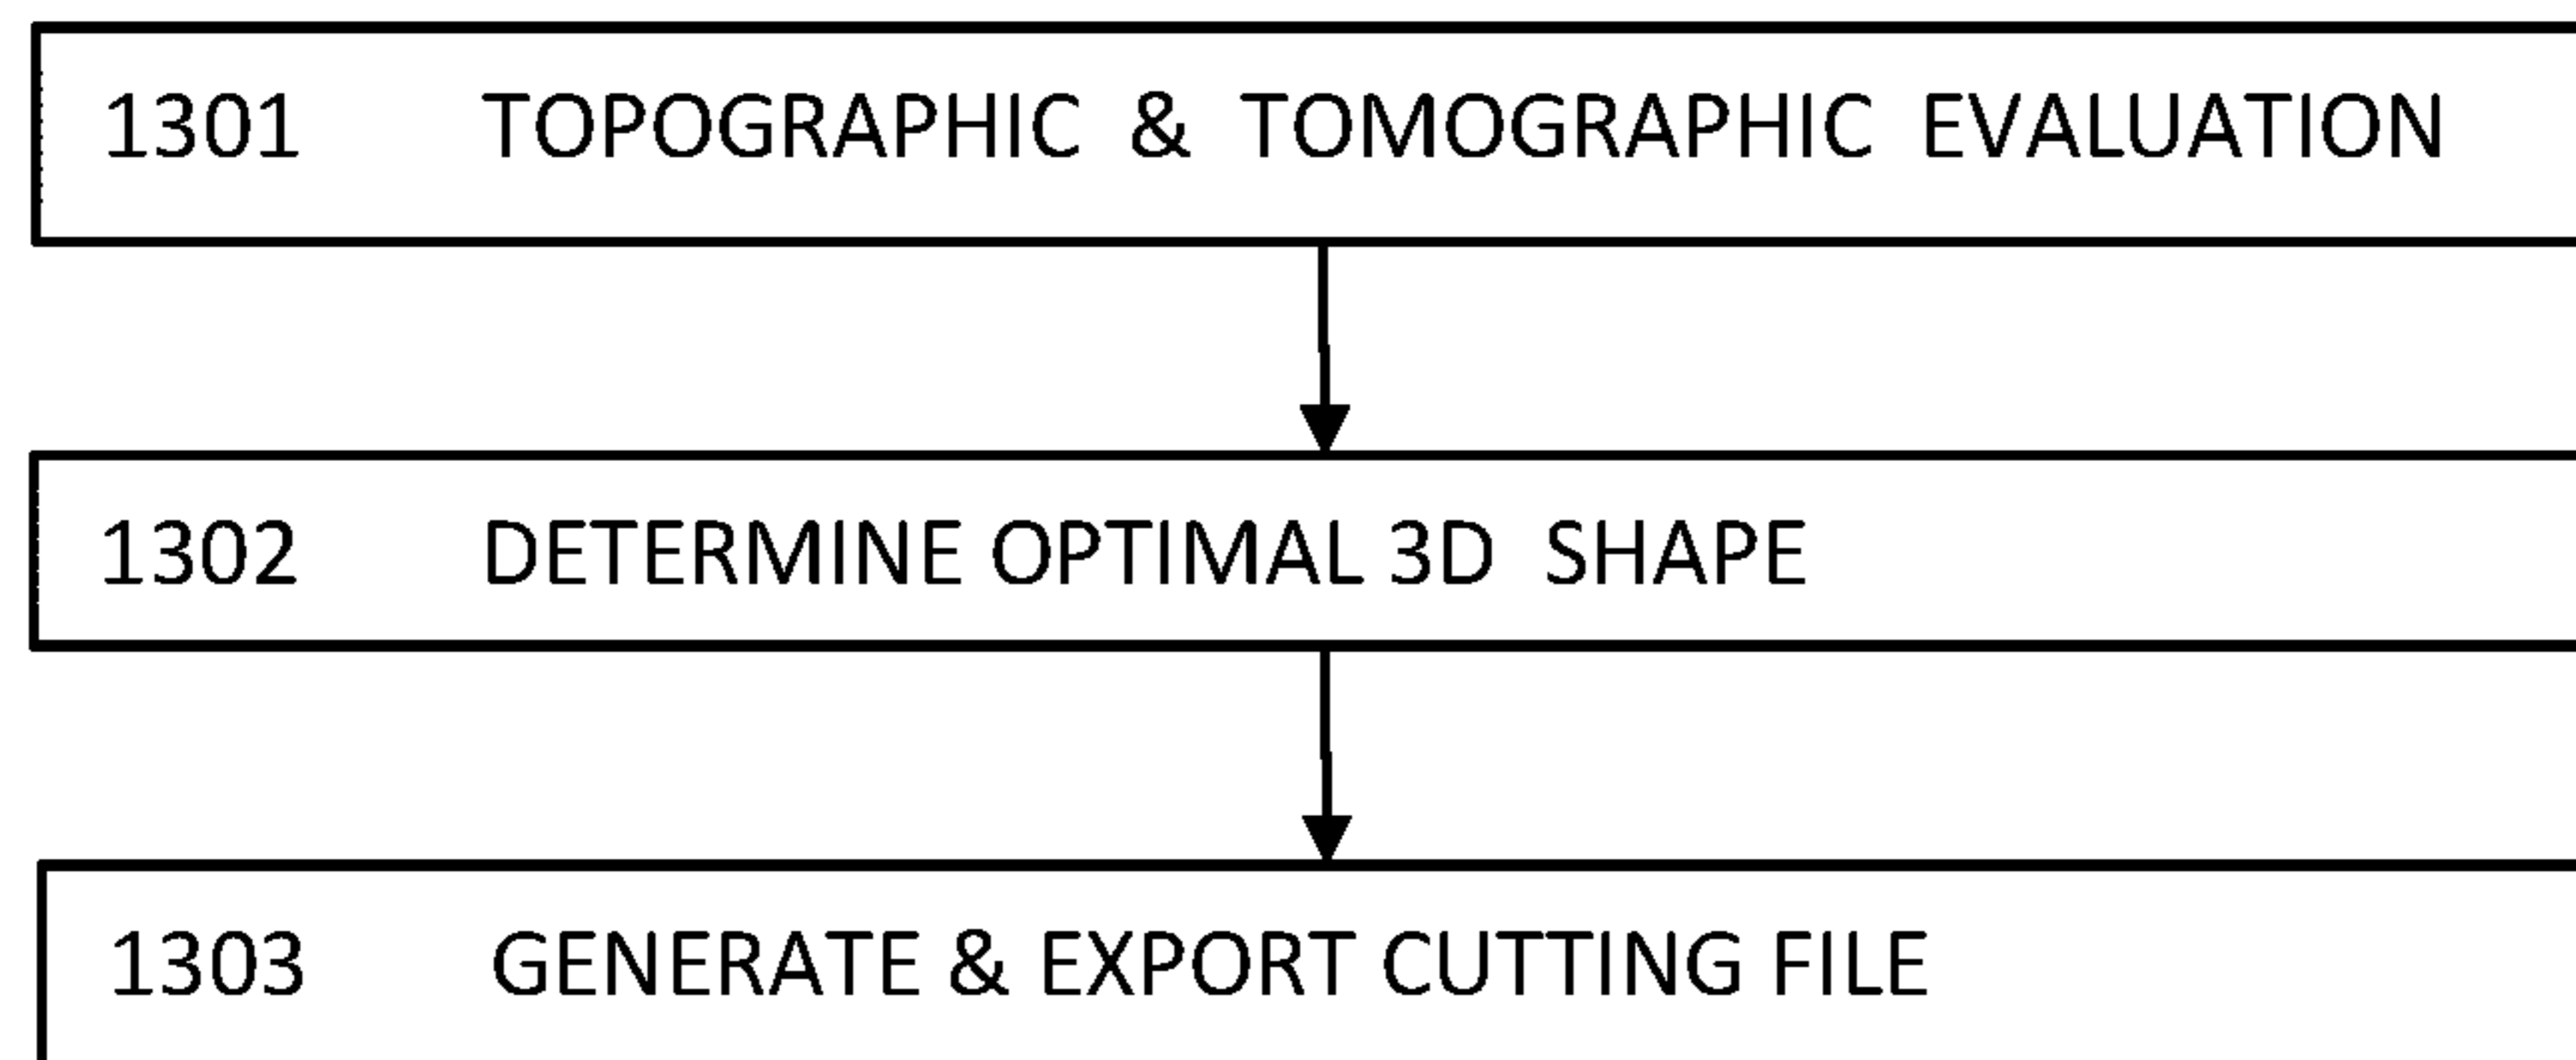 1301 TOPOGRAPHIC & TOMOGRAPHIC EVALUATION
1302 DETERMINE OPTIMAL 3D SHAPE
1303 GENERATE & EXPORT CUTTING FILE